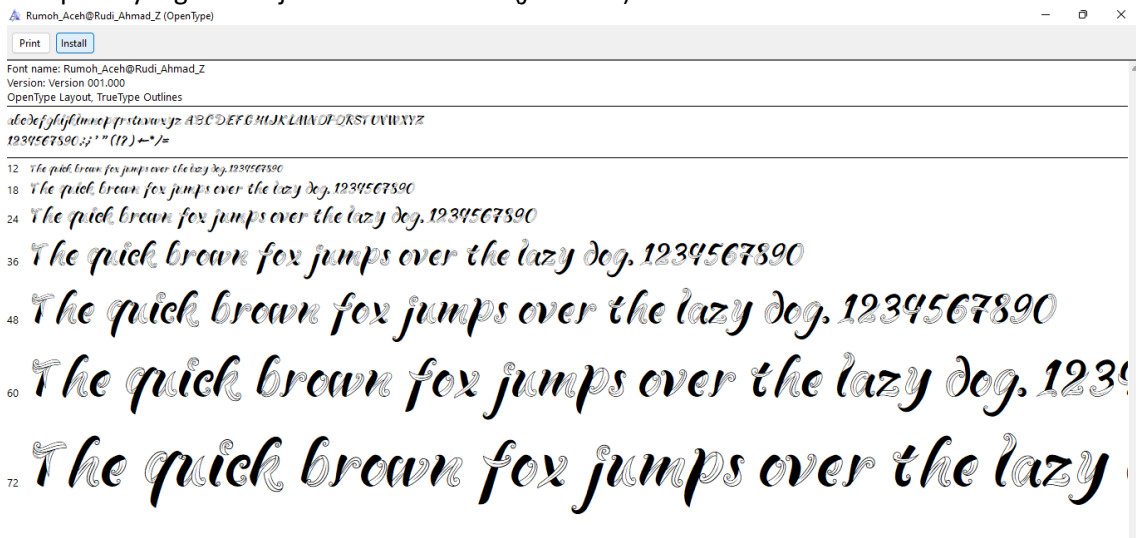 Rumoh_Aceh@Rudi_Ahmad_Z (OpenType)
Print Install
Font name: Rumoh_Aceh@Rudi_Ahmad_Z
Version: Version 001.000
OpenType Layout, TrueType Outlines
abcdefghijklmnopqrstuvwxyz ABCDEFGHIJKLMNOPQRSTUVWXYZ
1234567890.:,;'"(!?)+-*/=
12 The quick brown fox jumps over the lazy dog. 1234567890
18 The quick brown fox jumps over the lazy dog. 1234567890
24 The quick brown fox jumps over the lazy dog. 1234567890
36 The quick brown fox jumps over the lazy dog. 1234567890
48 The quick brown fox jumps over the lazy dog. 1234567890
60 The quick brown fox jumps over the lazy dog. 123
72 The quick brown fox jumps over the lazy